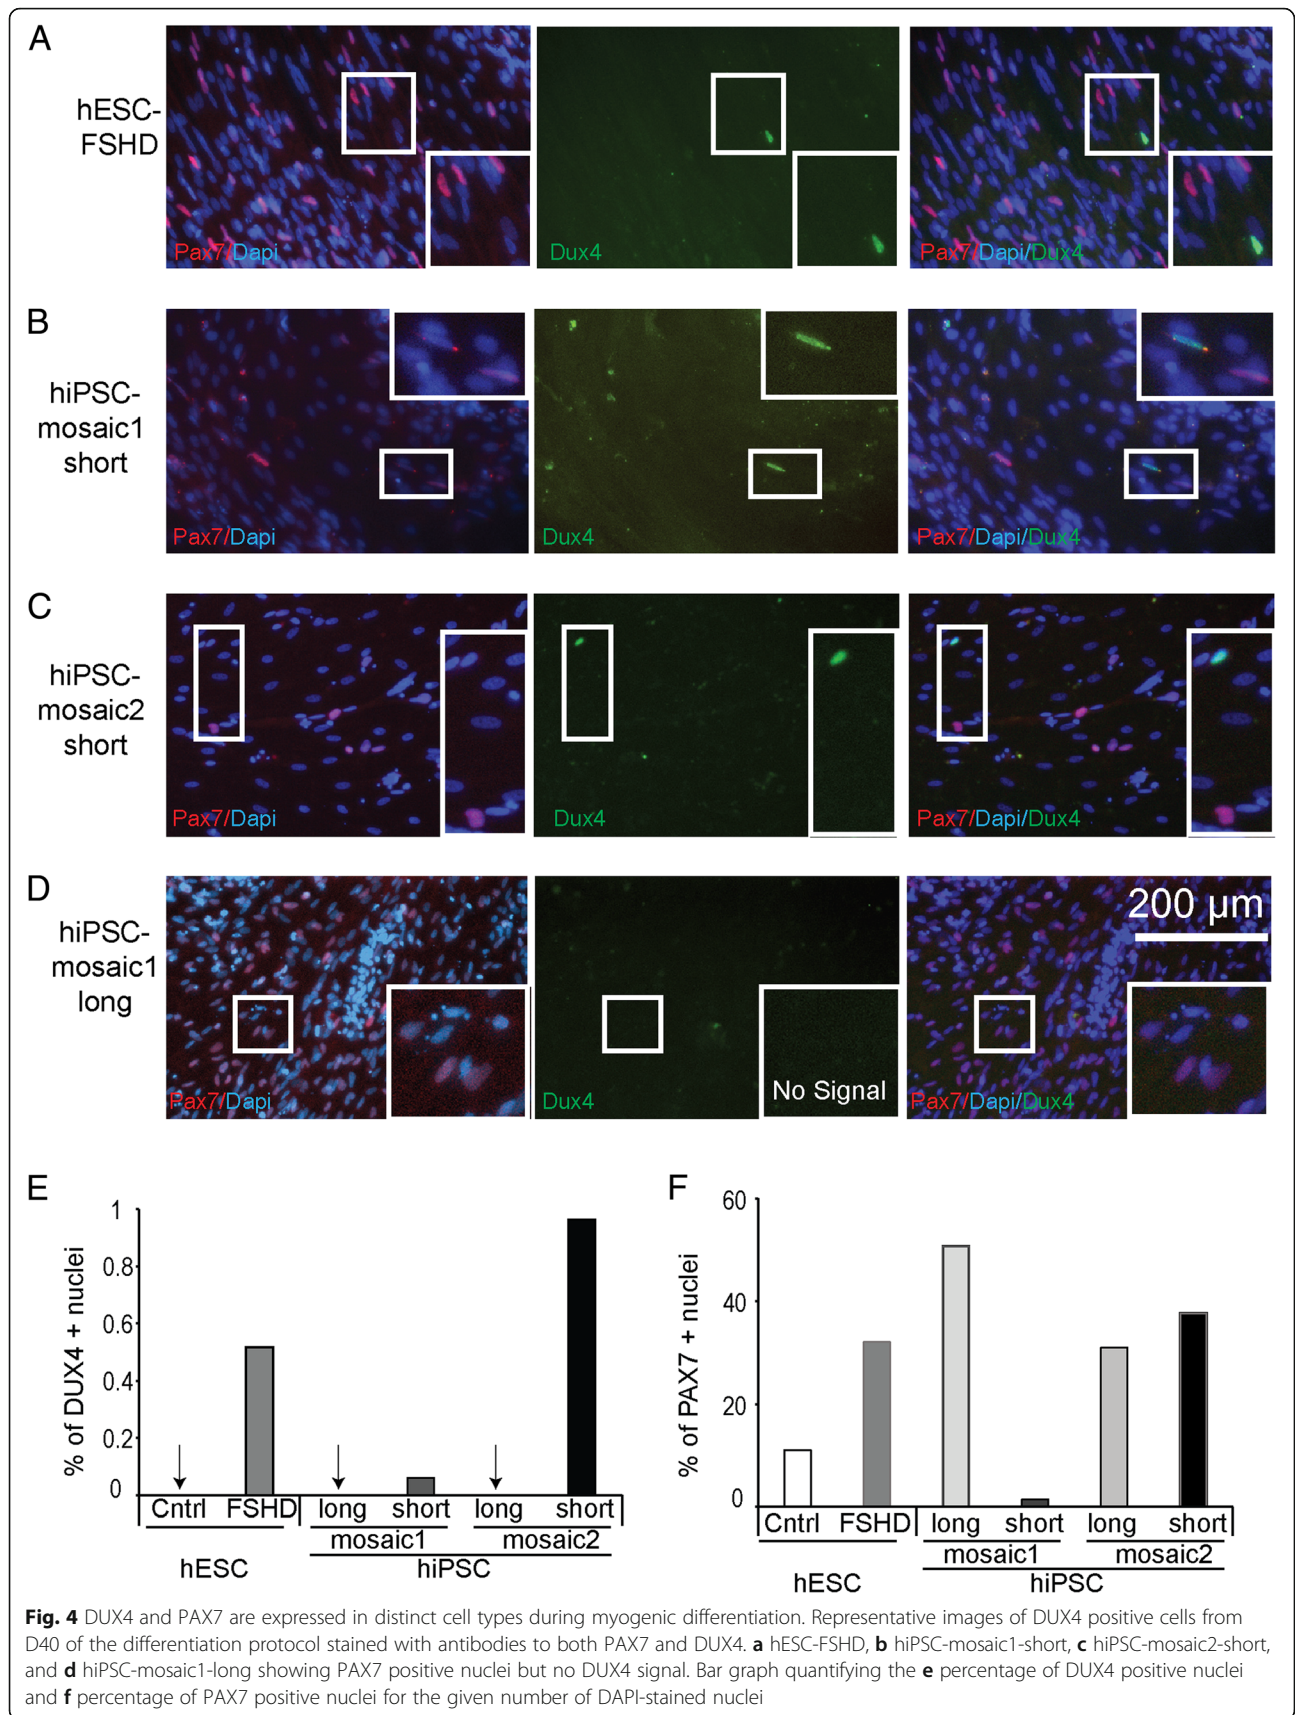 A
hESC-
FSHD
Pax7/Dapi
Dux4
Pax7/Dapi/Dux4
B
hiPSC-
mosaic1
short
Pax7/Dapi
Dux4
Pax7/Dapi/Dux4
C
hiPSC-
mosaic2
short
Pax7/Dapi
Dux4
Pax7/Dapi/Dux4
D
hiPSC-
mosaic1
long
Pax7/Dapi
Dux4
No Signal
200 μm
Pax7/Dapi/Dux4
E
% of DUX4 + nuclei
1
0.8
0.6
0.4
0.2
0
Cntrl FSHD long short long short
mosaic1 mosaic2
hESC hiPSC
F
% of PAX7 + nuclei
60
40
20
0
Cntrl FSHD long short long short
mosaic1 mosaic2
hESC hiPSC
Fig. 4 DUX4 and PAX7 are expressed in distinct cell types during myogenic differentiation. Representative images of DUX4 positive cells from
D40 of the differentiation protocol stained with antibodies to both PAX7 and DUX4. a hESC-FSHD, b hiPSC-mosaic1-short, c hiPSC-mosaic2-short,
and d hiPSC-mosaic1-long showing PAX7 positive nuclei but no DUX4 signal. Bar graph quantifying the e percentage of DUX4 positive nuclei
and f percentage of PAX7 positive nuclei for the given number of DAPI-stained nuclei